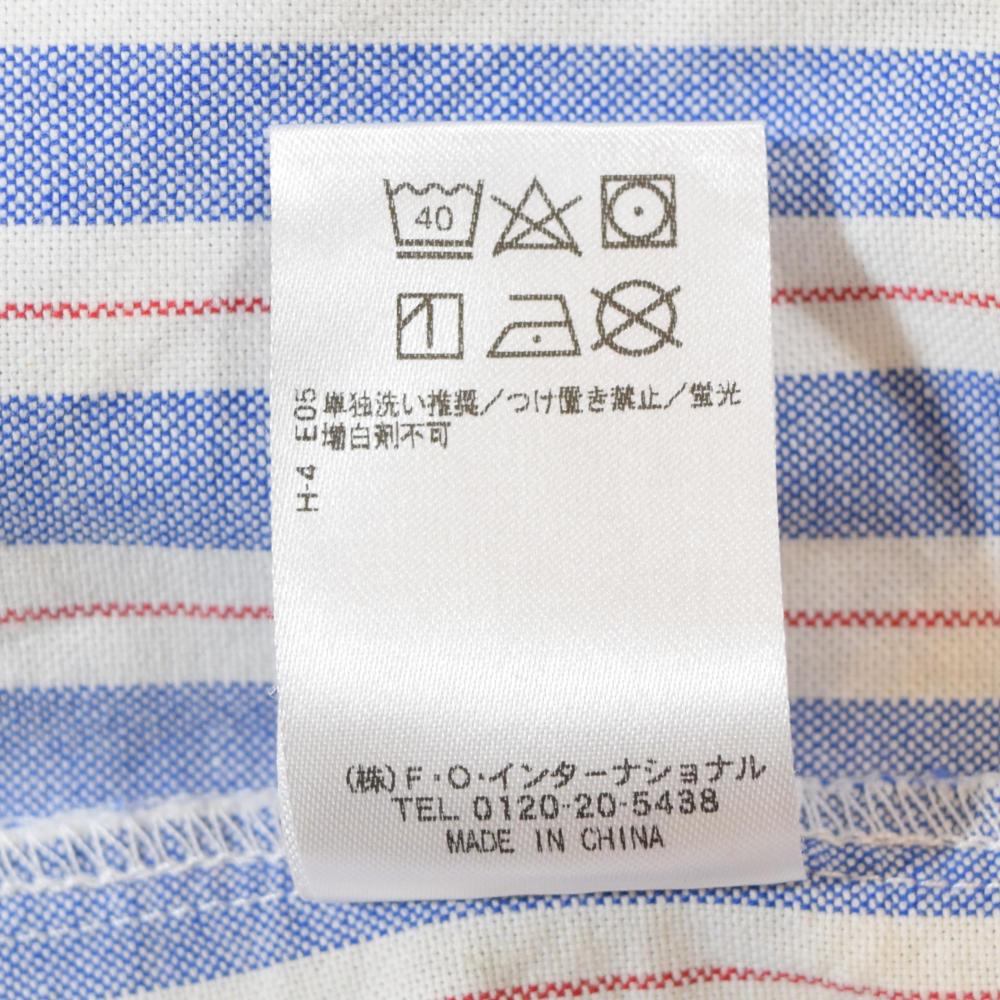 40
単独洗い推奨／つけ置き禁止／蛍光
増白剤不可
H-4 E05
(株)F・O・インターナショナル
TEL 0120-20-5438
MADE IN CHINA